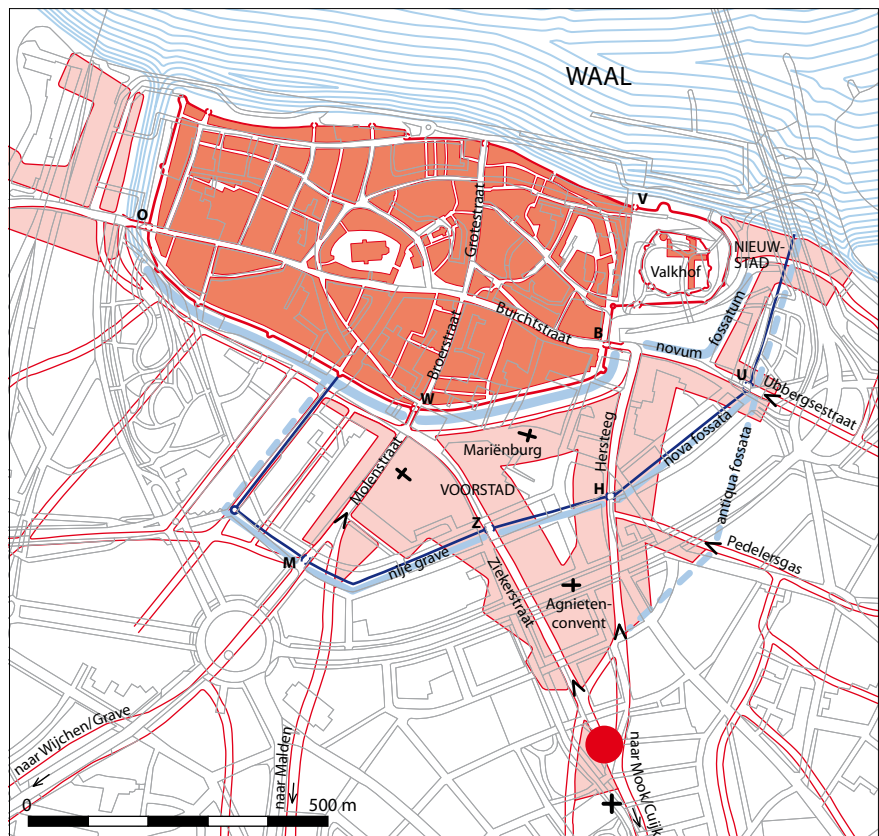 WAAL
O
V
Grotestraat
NIEUW-
STAD
Valkhof
Burchtstraat
B
novum
fossatum
Broerstraat
U
Ubbergsestraat
W
Hersteeg
nova fossata
Mariënburg
Molenstraat
VOORSTAD
H
antiqua fossata
Z
Pedelersgas
M
nije grave
Ziekerstraat
Agnieten-
convent
naar Wijchen/Grave
naar Malden
naar Mook/Cuijk
0
500 m